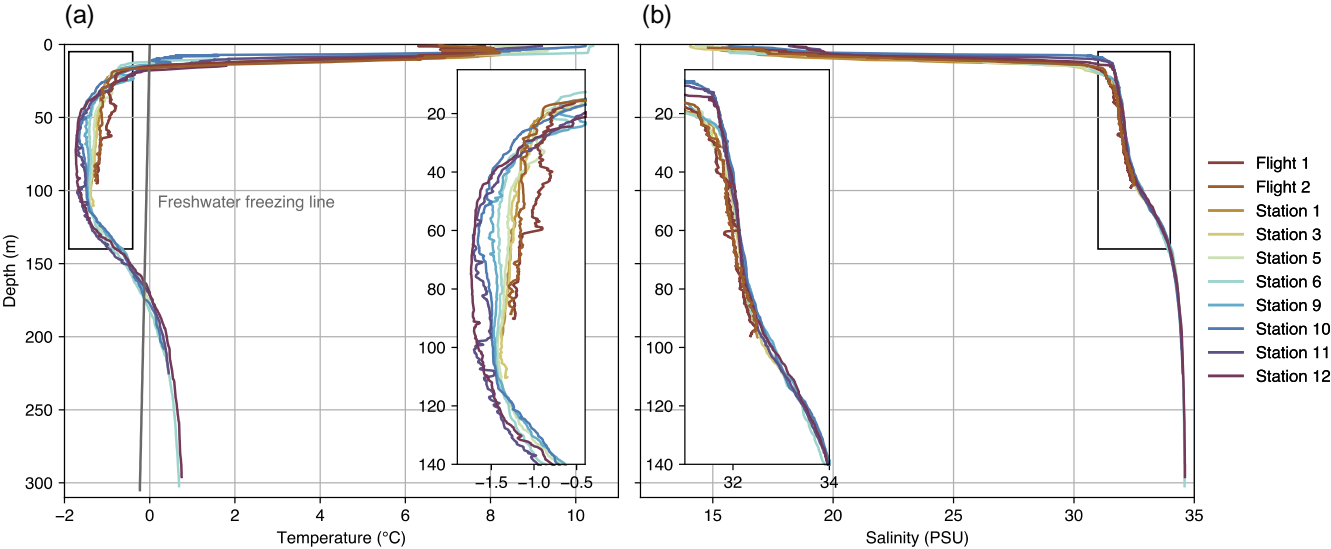 (a)
(b)
0
50
100
150
200
250
300
Depth (m)
−2
0
2
4
6
8
10
Temperature (°C)
Freshwater freezing line
20
40
60
80
100
120
140
−1.5
−1.0
−0.5
20
40
60
80
100
120
140
32
34
15
20
25
30
35
Salinity (PSU)
Flight 1
Flight 2
Station 1
Station 3
Station 5
Station 6
Station 9
Station 10
Station 11
Station 12